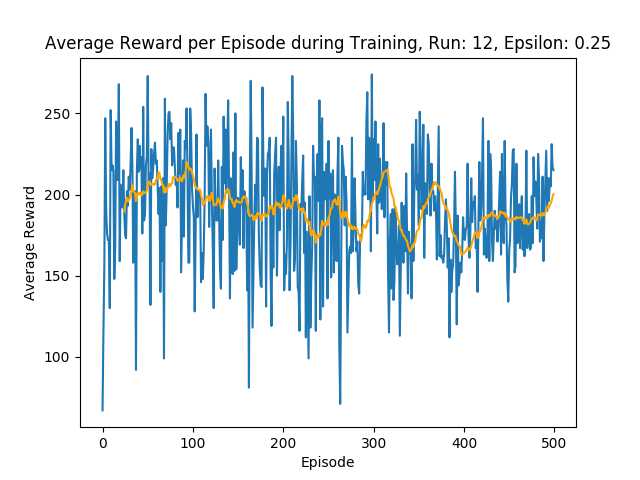 Average Reward per Episode during Training, Run: 12, Epsilon: 0.25
250
200
150
100
Average Reward
0 100 200 300 400 500
Episode